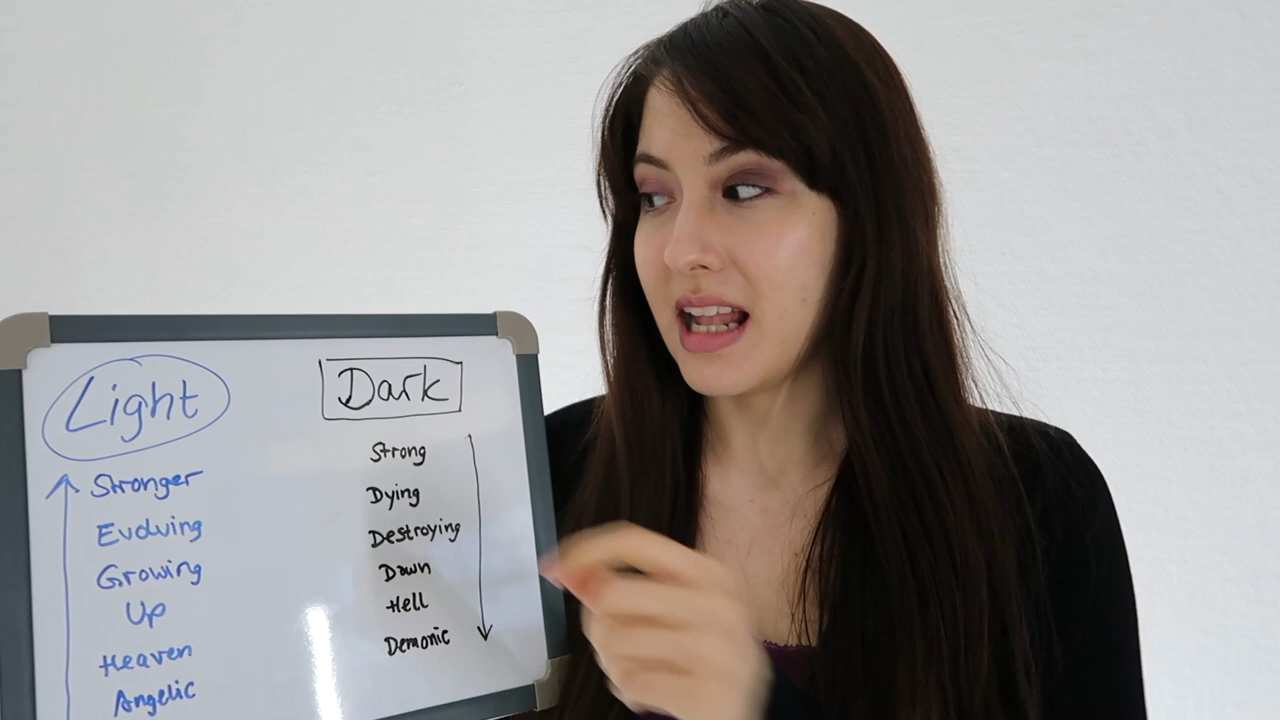 Light
Stronger
Evolving
Growing
Up
Heaven
Angelic
Dark
Strong
Dying
Destroying
Down
Hell
Demonic